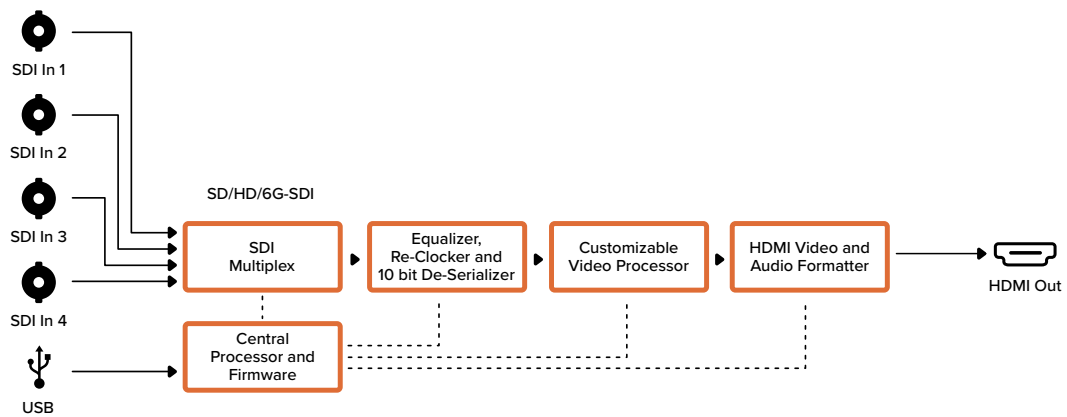 SDI In 1
SDI In 2
SDI In 3
SDI In 4
USB
SD/HD/6G-SDI
SDI
Multiplex
Equalizer,
Re-Clocker and
10 bit De-Serializer
Customizable
Video Processor
HDMI Video and
Audio Formatter
HDMI Out
Central
Processor and
Firmware